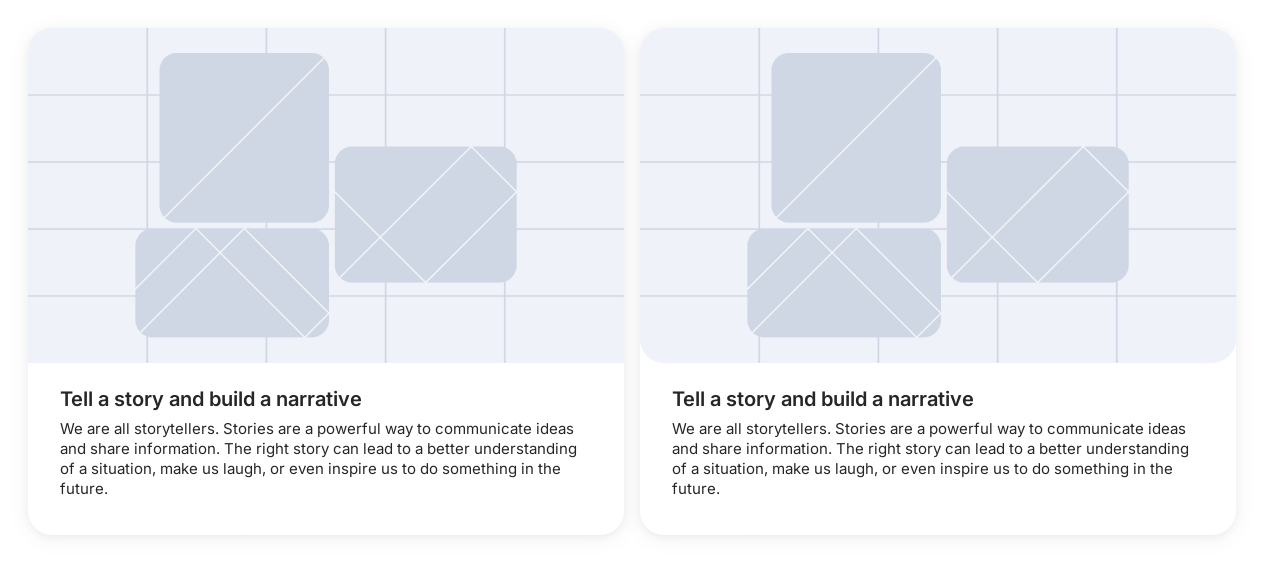 Tell a story and build a narrative
We are all storytellers. Stories are a powerful way to communicate ideas
and share information. The right story can lead to a better understanding
of a situation, make us laugh, or even inspire us to do something in the
future.
Tell a story and build a narrative
We are all storytellers. Stories are a powerful way to communicate ideas
and share information. The right story can lead to a better understanding
of a situation, make us laugh, or even inspire us to do something in the
future.